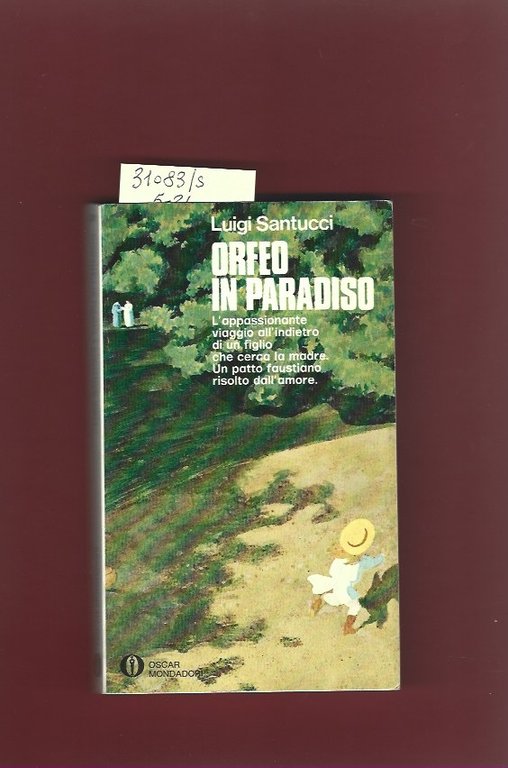 31083/s
Luigi Santucci
ORFEO
IN PARADISO
L'appassionante
viaggio all'indietro
di un figlio
che cerca la madre.
Un patto faustiano
risolto dall'amore.
OSCAR
MONDADORI